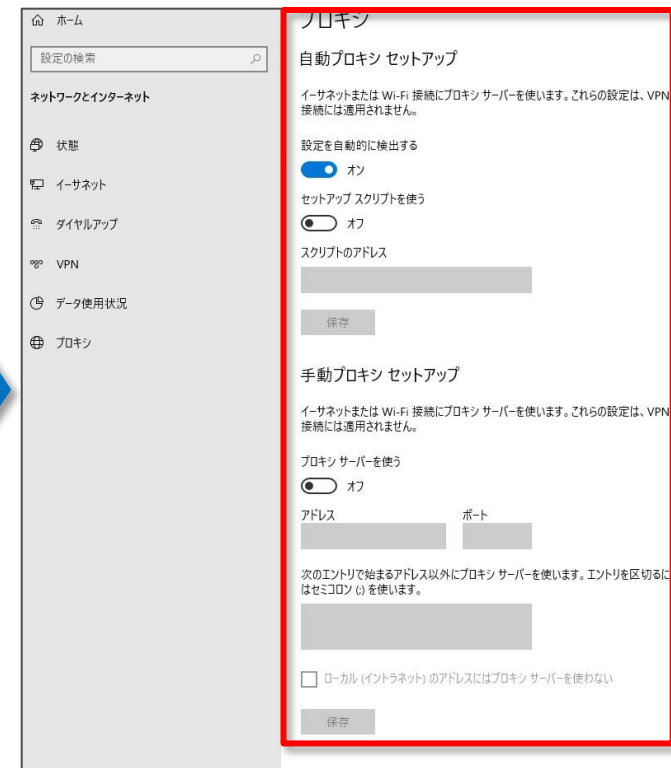 ホーム
設定の検索
ネットワークとインターネット
状態
イーサネット
ダイヤルアップ
VPN
データ使用状況
プロキシ
プロキシ
自動プロキシ セットアップ
イーサネットまたは Wi-Fi 接続にプロキシ サーバーを使います。これらの設定は、VPN
接続には適用されません。
設定を自動的に検出する
オン
セットアップ スクリプトを使う
オフ
スクリプトのアドレス
保存
手動プロキシ セットアップ
イーサネットまたは Wi-Fi 接続にプロキシ サーバーを使います。これらの設定は、VPN
接続には適用されません。
プロキシ サーバーを使う
オフ
アドレス ポート
次のエントリで始まるアドレス以外にプロキシ サーバーを使います。エントリを区切るに
はセミコロン (;) を使います。
ローカル (イントラネット) のアドレスにはプロキシ サーバーを使わない
保存